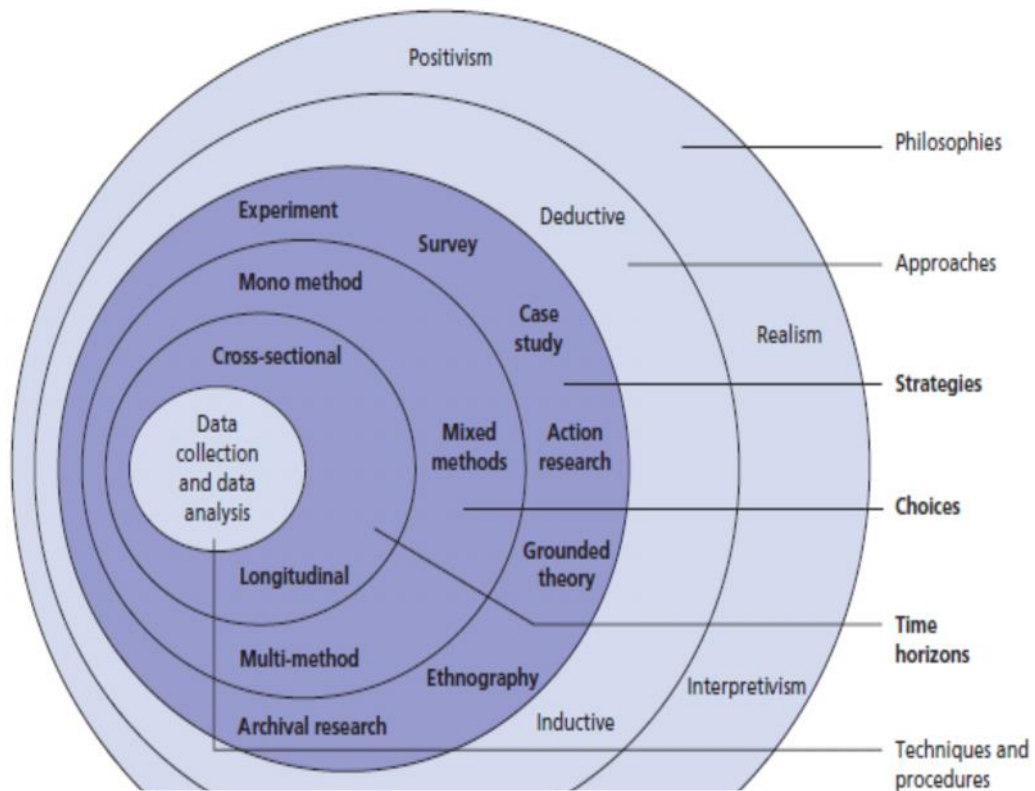 Positivism
Philosophies
Experiment
Deductive
Survey
Approaches
Mono method
Case
study
Realism
Cross-sectional
Strategies
Data
collection
and data
analysis
Mixed
methods
Action
research
Choices
Grounded
theory
Longitudinal
Time
horizons
Multi-method
Ethnography
Interpretivism
Archival research
Inductive
Techniques and
procedures